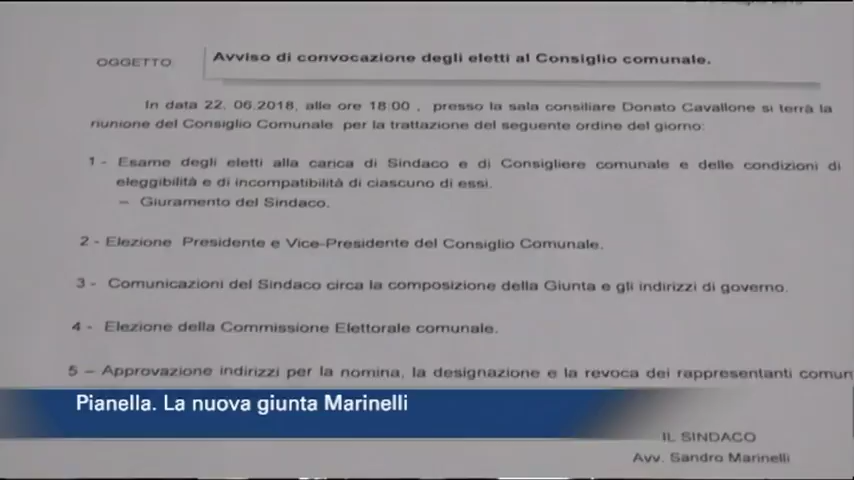 OGGETTO Avviso di convocazione degli eletti al Consiglio comunale.
In data 22. 06.2018, alle ore 18:00 , presso la sala consiliare Donato Cavallone si terrà la
riunione del Consiglio Comunale per la trattazione del seguente ordine del giorno:
1 - Esame degli eletti alla carica di Sindaco e di Consigliere comunale e delle condizioni di
eleggibilità e di incompatibilità di ciascuno di essi.
– Giuramento del Sindaco.
2 - Elezione Presidente e Vice-Presidente del Consiglio Comunale.
3 - Comunicazioni del Sindaco circa la composizione della Giunta e gli indirizzi di governo.
4 - Elezione della Commissione Elettorale comunale.
5 – Approvazione indirizzi per la nomina, la designazione e la revoca dei rappresentanti comun
Pianella. La nuova giunta Marinelli
IL SINDACO
Avv. Sandro Marinelli